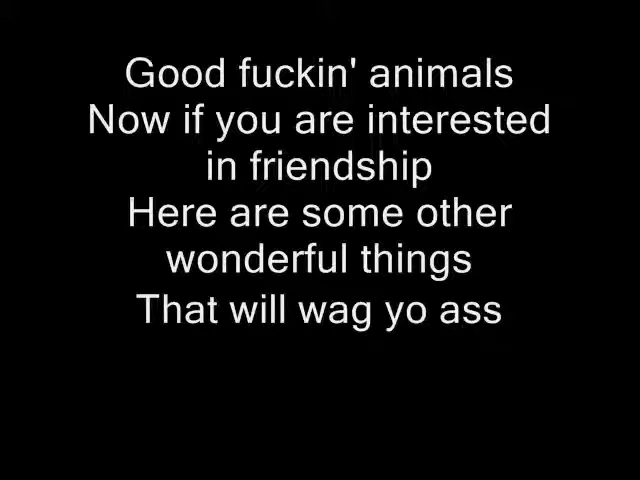 Good fuckin' animals
Now if you are interested
in friendship
Here are some other
wonderful things
That will wag yo ass